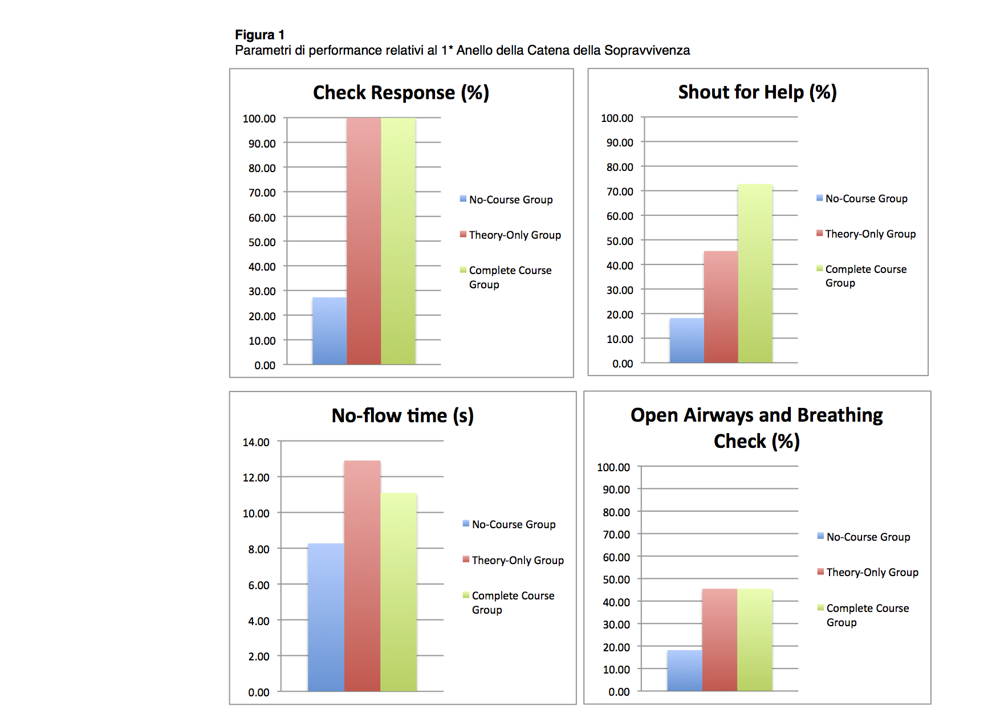 Figura 1
Parametri di performance relativi al 1* Anello della Catena della Sopravvivenza
Check Response (%)
100.00
90.00
80.00
70.00
60.00
50.00
40.00
30.00
20.00
10.00
0.00
No-Course Group
Theory-Only Group
Complete Course
Group
Shout for Help (%)
100.00
90.00
80.00
70.00
60.00
50.00
40.00
30.00
20.00
10.00
0.00
No-Course Group
Theory-Only Group
Complete Course
Group
No-flow time (s)
14.00
12.00
10.00
8.00
6.00
4.00
2.00
0.00
No-Course Group
Theory-Only Group
Complete Course
Group
Open Airways and Breathing
Check (%)
100.00
90.00
80.00
70.00
60.00
50.00
40.00
30.00
20.00
10.00
0.00
No-Course Group
Theory-Only Group
Complete Course
Group